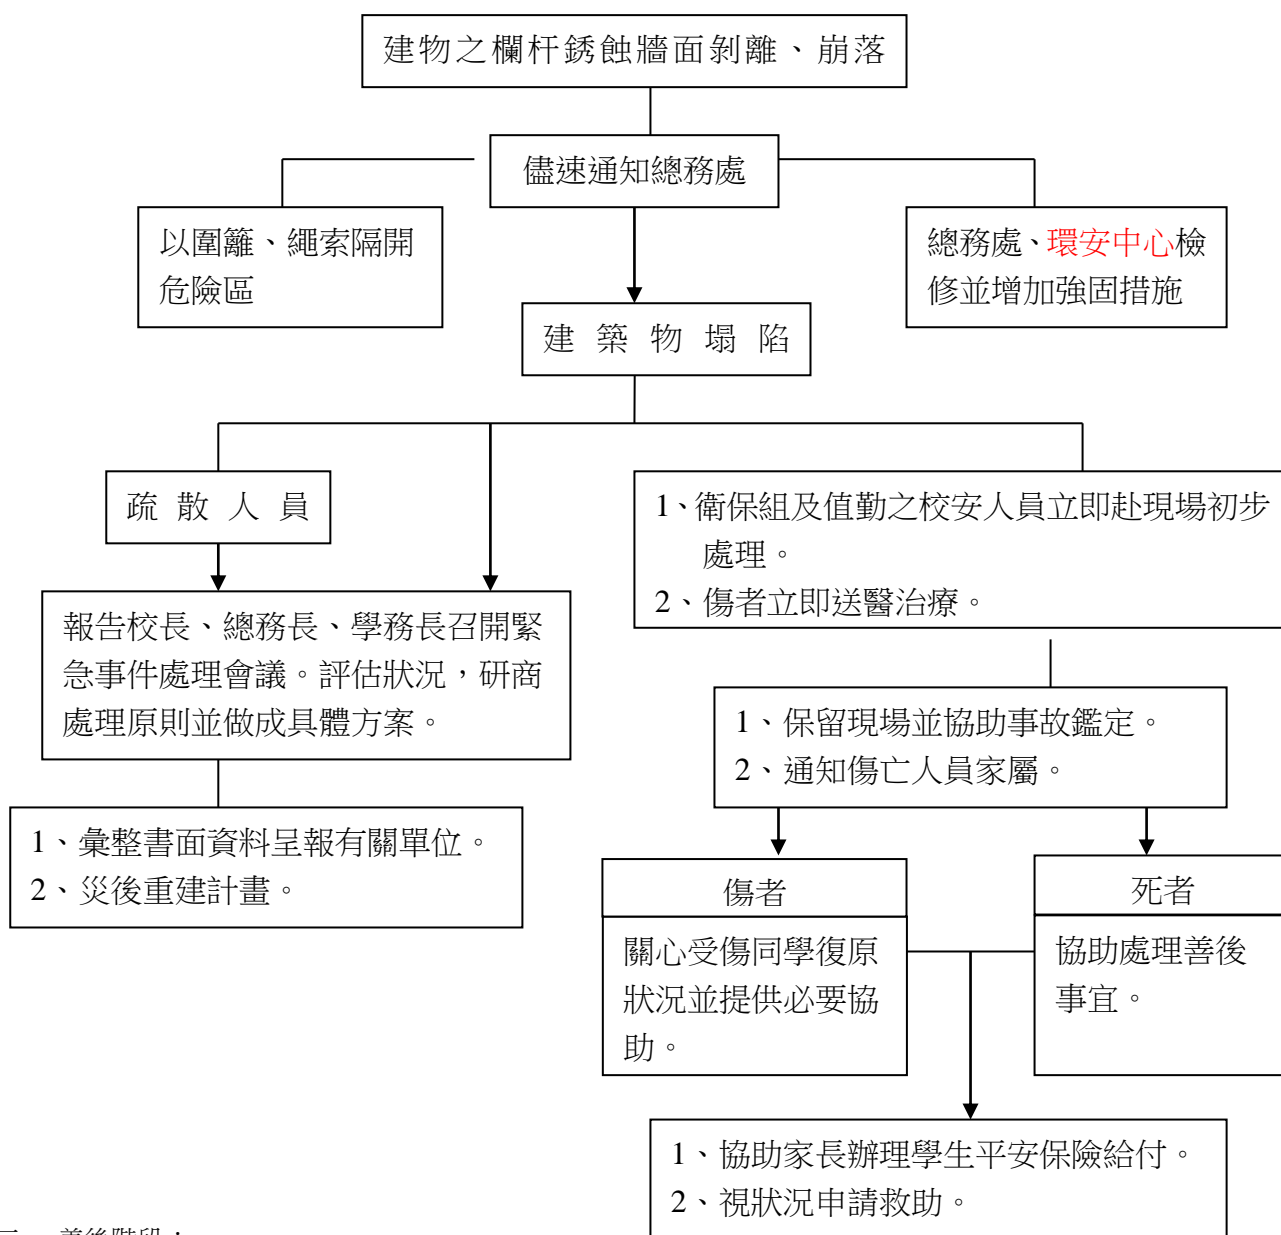 建物之欄杆銹蝕牆面剝離、崩落
儘速通知總務處
以圍籬、繩索隔開
危險區
總務處、環安中心檢
修並增加強固措施
建築物塌陷
疏散人員
1、衛保組及值勤之校安人員立即赴現場初步
處理。
2、傷者立即送醫治療。
報告校長、總務長、學務長召開緊
急事件處理會議。評估狀況，研商
處理原則並做成具體方案。
1、保留現場並協助事故鑑定。
2、通知傷亡人員家屬。
1、彙整書面資料呈報有關單位。
2、災後重建計畫。
傷者
關心受傷同學復原
狀況並提供必要協
助。
死者
協助處理善後
事宜。
1、協助家長辦理學生平安保險給付。
2、視狀況申請救助。
善後階段：